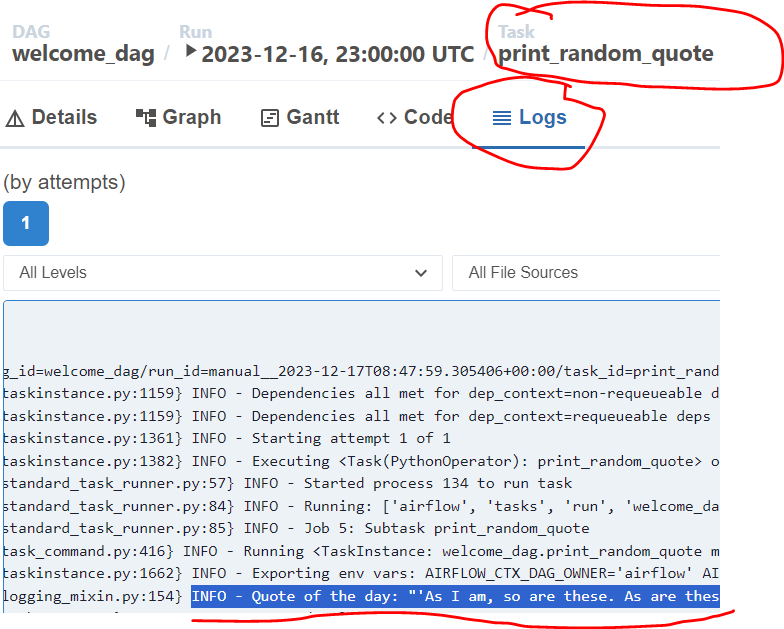 DAG
welcome_dag
Run
2023-12-16, 23:00:00 UTC
Task
print_random_quote
/
/
Details
Graph
Gantt
<> Code
Logs
(by attempts)
1
All Levels
All File Sources
g_id=welcome_dag/run_id=manual__2023-12-17T08:47:59.305406+00:00/task_id=print_rand
taskinstance.py:1159} INFO - Dependencies all met for dep_context=non-requeueable d
taskinstance.py:1159} INFO - Dependencies all met for dep_context=requeueable deps
taskinstance.py:1361} INFO - Starting attempt 1 of 1
taskinstance.py:1382} INFO - Executing <Task(PythonOperator): print_random_quote> o
standard_task_runner.py:57} INFO - Started process 134 to run task
standard_task_runner.py:84} INFO - Running: ['airflow', 'tasks', 'run', 'welcome_da
standard_task_runner.py:85} INFO - Job 5: Subtask print_random_quote
task_command.py:416} INFO - Running <TaskInstance: welcome_dag.print_random_quote m
taskinstance.py:1662} INFO - Exporting env vars: AIRFLOW_CTX_DAG_OWNER='airflow' AI
logging_mixin.py:154} INFO - Quote of the day: "'As I am, so are these. As are thes